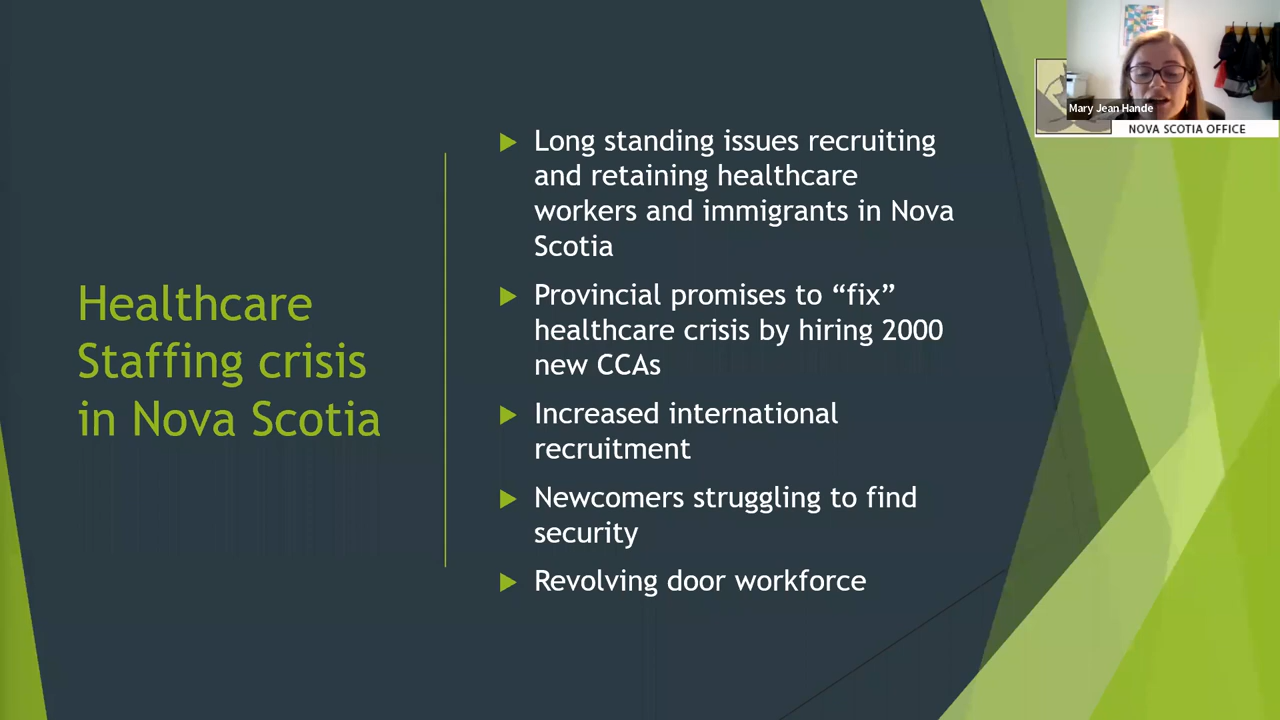 Healthcare
Staffing crisis
in Nova Scotia
Long standing issues recruiting
and retaining healthcare
workers and immigrants in Nova
Scotia
Provincial promises to “fix”
healthcare crisis by hiring 2000
new CCAs
Increased international
recruitment
Newcomers struggling to find
security
Revolving door workforce
Mary Jean Hande
NOVA SCOTIA OFFICE